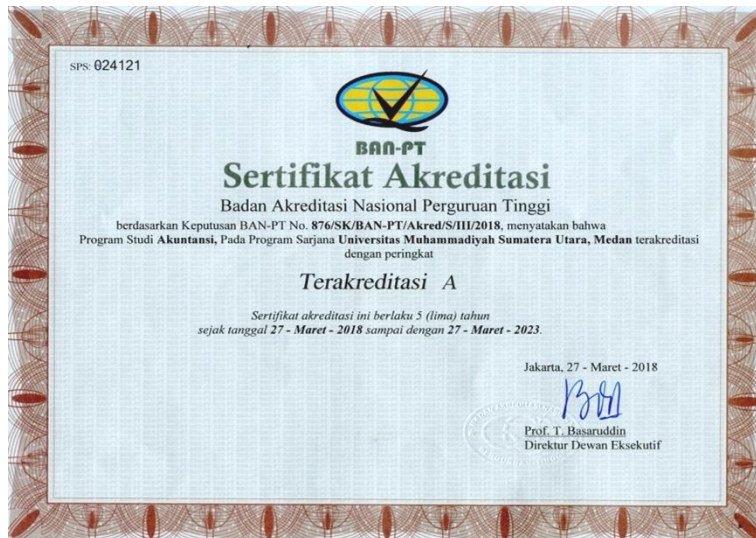 SPS: 024121
BAN-PT
Sertifikat Akreditasi
Badan Akreditasi Nasional Perguruan Tinggi
berdasarkan Keputusan BAN-PT No. 876/SK/BAN-PT/Akred/S/III/2018, menyatakan bahwa
Program Studi Akuntansi, Pada Program Sarjana Universitas Muhammadiyah Sumatera Utara, Medan terakreditasi
dengan peringkat
Terakreditasi A
Sertifikat akreditasi ini berlaku 5 (lima) tahun
sejak tanggal 27 - Maret - 2018 sampai dengan 27 - Maret - 2023.
Jakarta, 27 - Maret - 2018
Prof. T. Basaruddin
Direktur Dewan Eksekutif